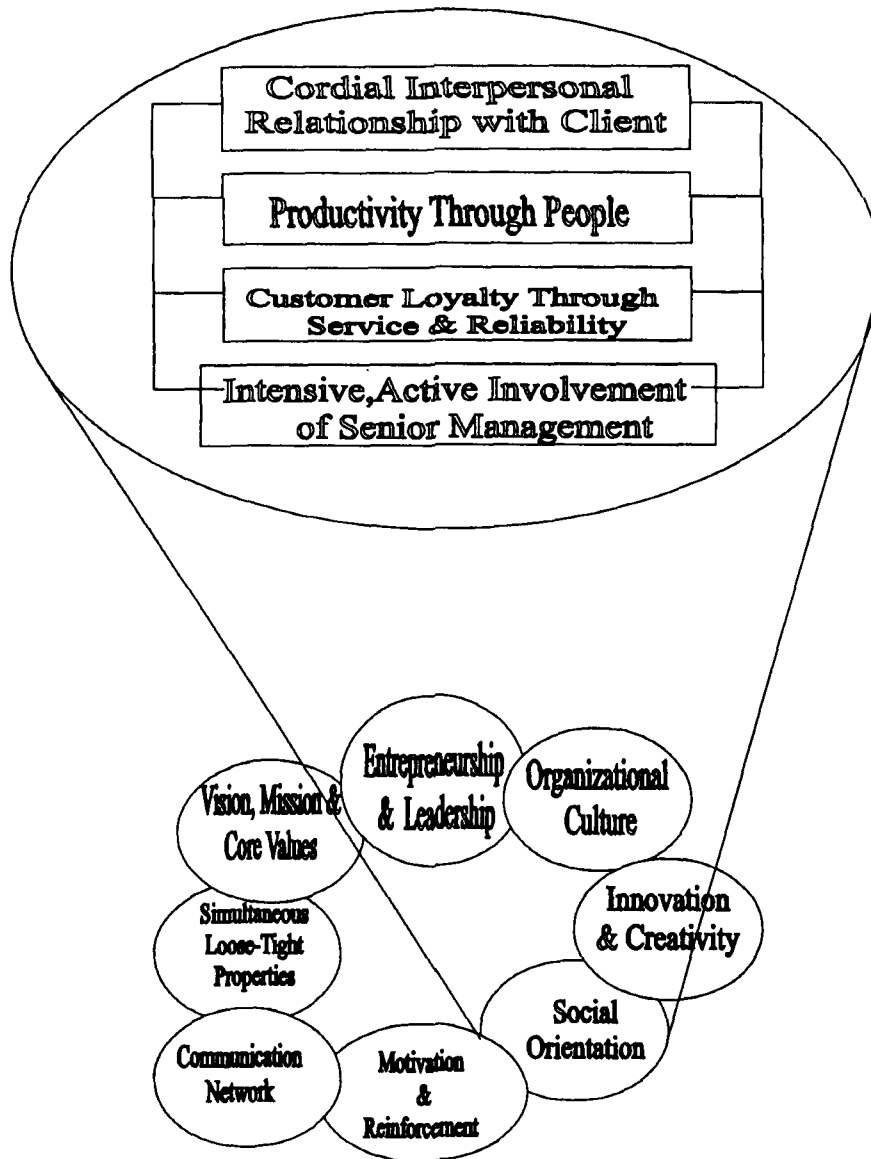 Cordial Interpersonal
Relationship with Client
Productivity Through People
Customer Loyalty Through
Service & Reliability
Intensive,Active Involvement
of Senior Management
Entrepreneurship
& Leadership
Organizational
Culture
Vision, Mission &
Core Values
Innovation
& Creativity
Simultaneous
Loose-Tight
Properties
Social
Orientation
Communication
Network
Motivation
&
Reinforcement